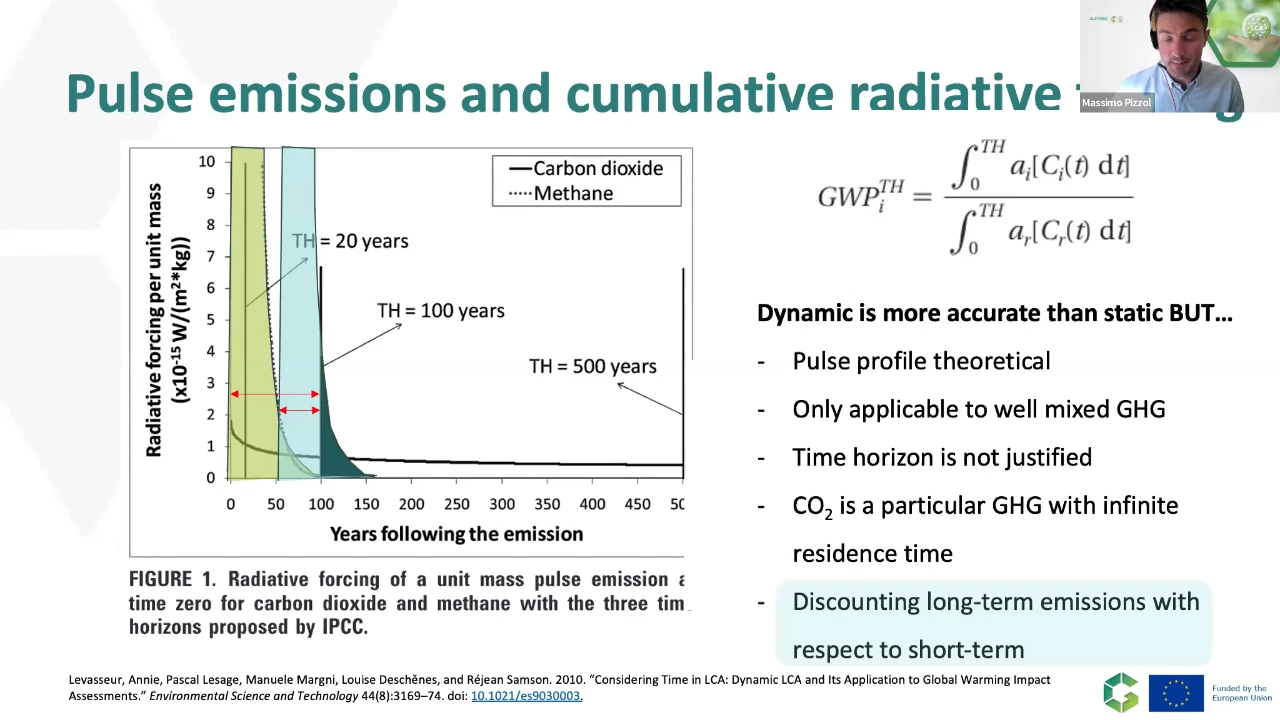 Pulse emissions and cumulative radiative
Massimo Pizzol
LCA
Radiative forcing per unit mass
(x10-15 W/(m2*kg))
10
9
8
7
6
5
4
3
2
1
0
Carbon dioxide
Methane
TH = 20 years
TH = 100 years
TH = 500 years
0 50 100 150 200 250 300 350 400 450 50
Years following the emission
FIGURE 1. Radiative forcing of a unit mass pulse emission a
time zero for carbon dioxide and methane with the three tim
horizons proposed by IPCC.
GWP_i^TH = ∫_0^TH a_i[C_i(t) dt]
∫_0^TH a_r[C_r(t) dt]
Dynamic is more accurate than static BUT...
- Pulse profile theoretical
- Only applicable to well mixed GHG
- Time horizon is not justified
- CO2 is a particular GHG with infinite
residence time
- Discounting long-term emissions with
respect to short-term
Levasseur, Annie, Pascal Lesage, Manuele Margni, Louise Deschěnes, and Réjean Samson. 2010. “Considering Time in LCA: Dynamic LCA and Its Application to Global Warming Impact
Assessments.” Environmental Science and Technology 44(8):3169–74. doi: 10.1021/es9030003.
Funded by the
European Union